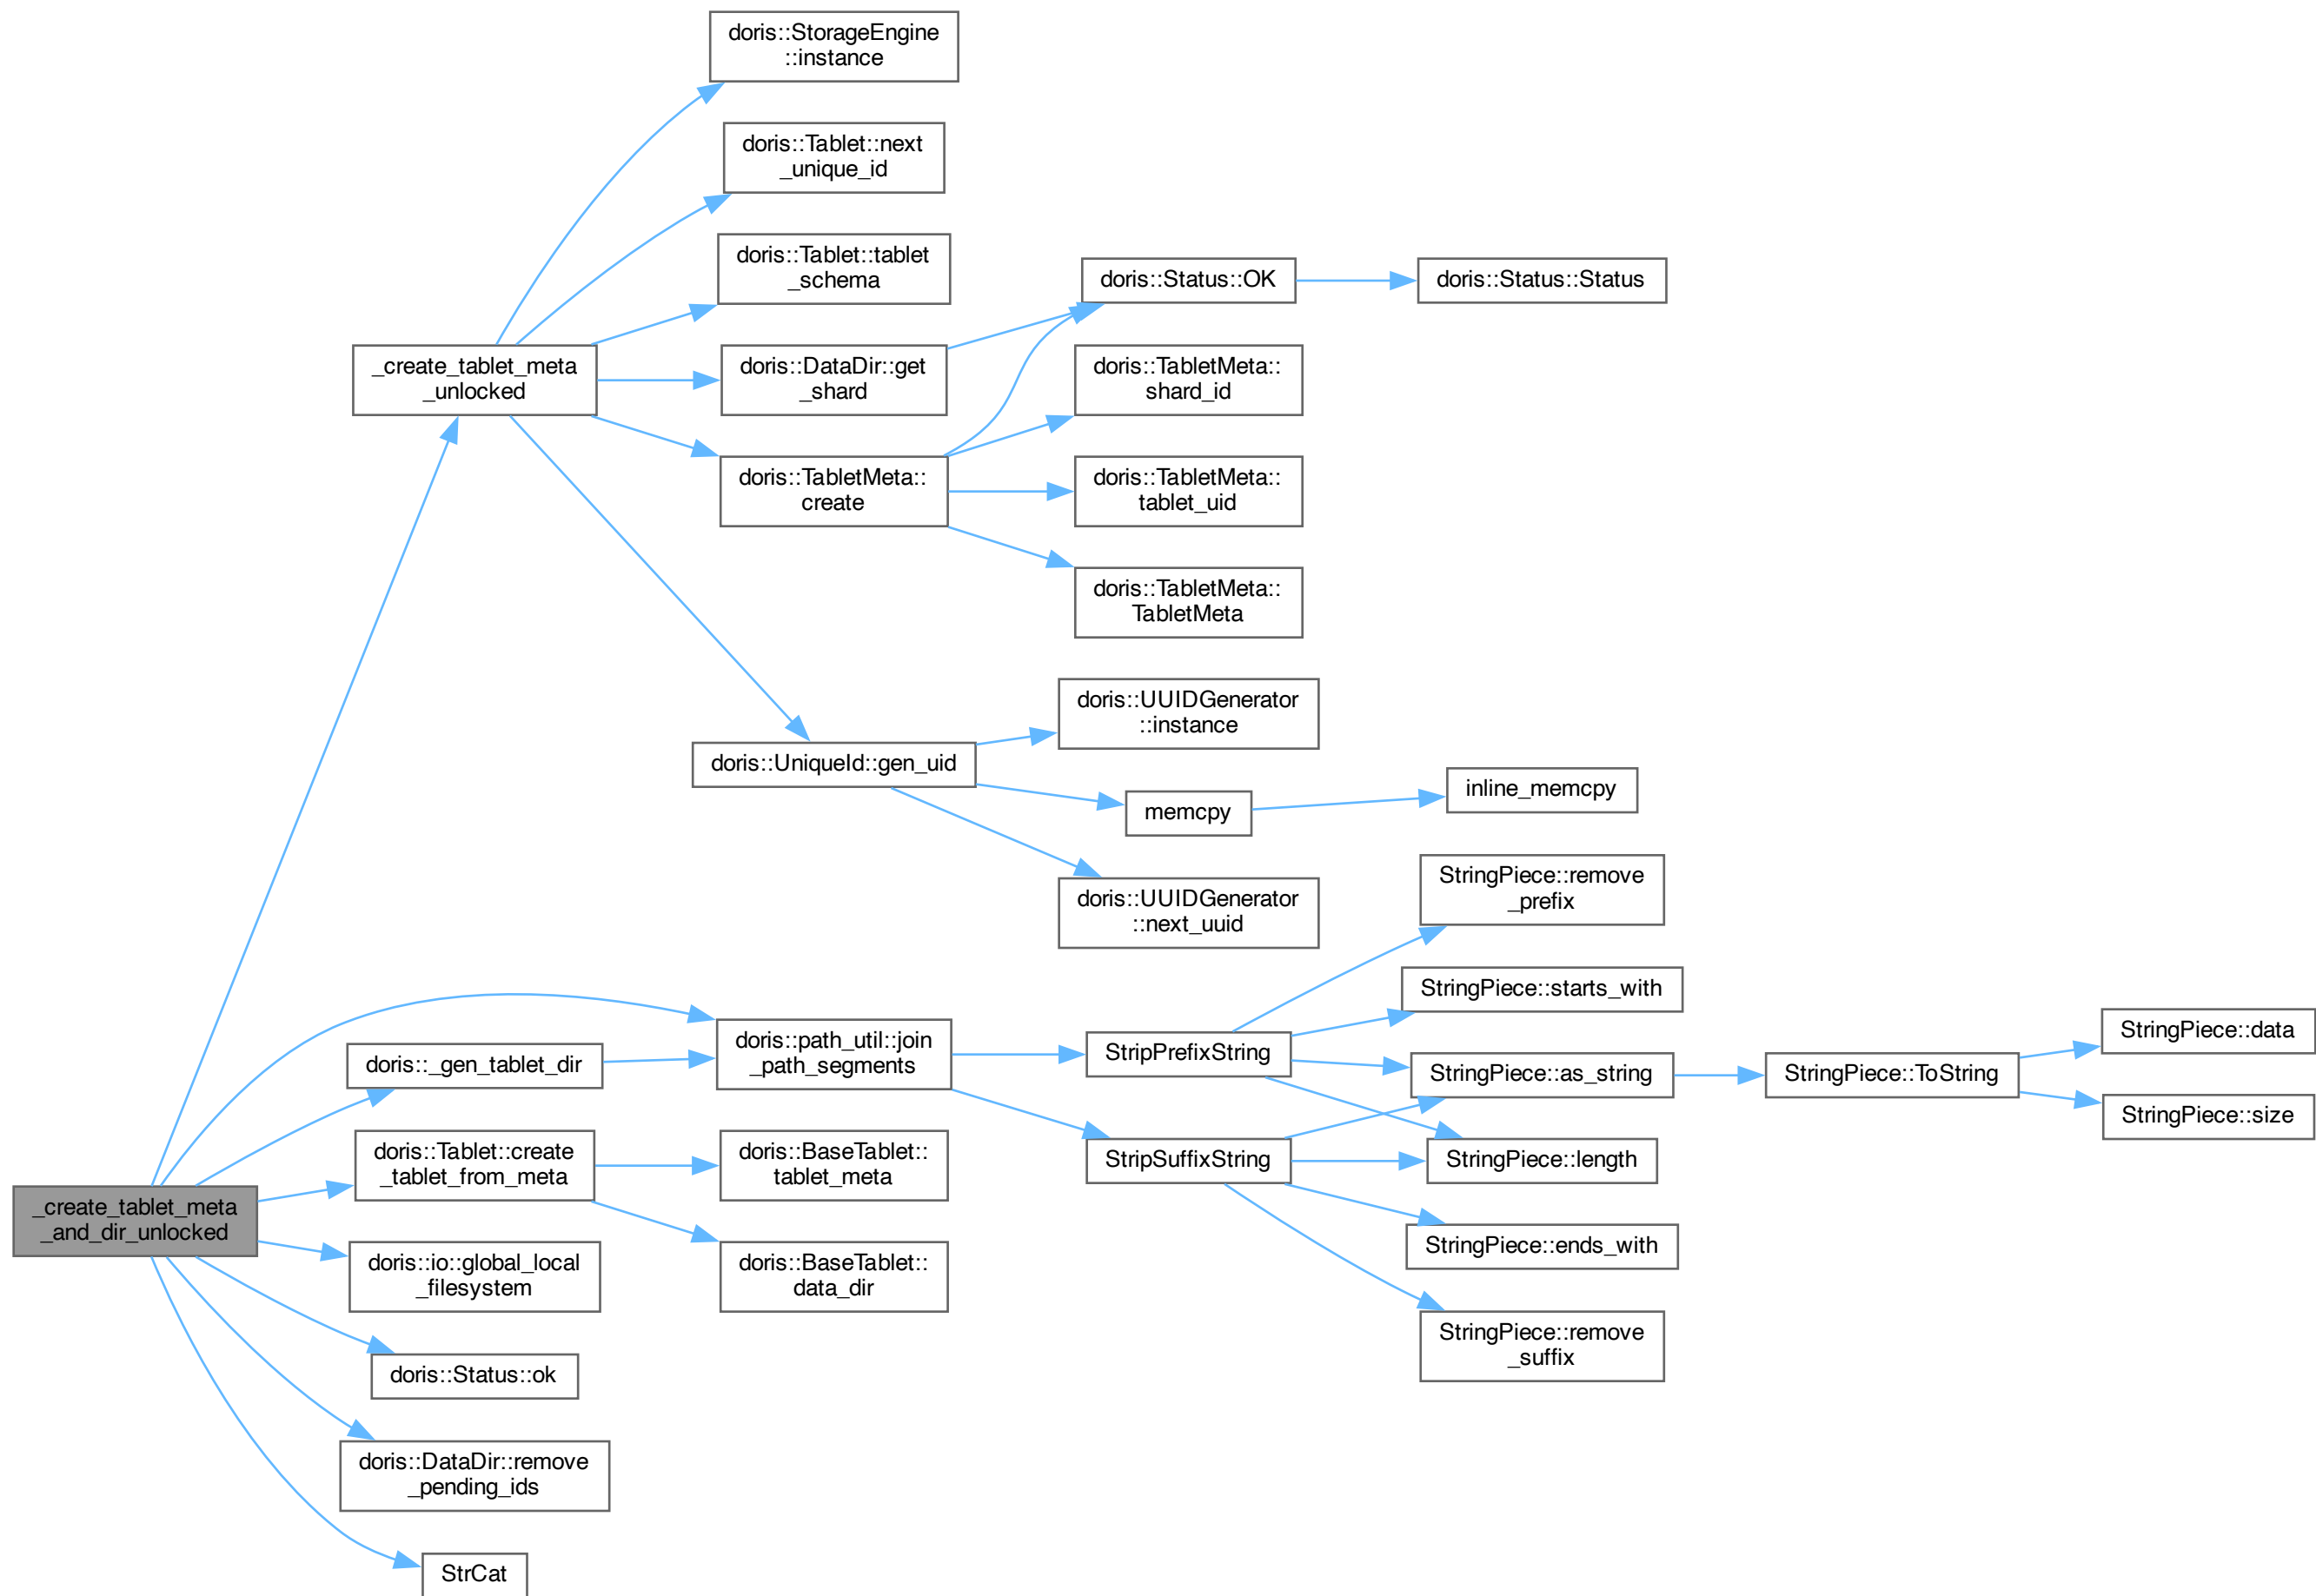 doris::StorageEngine
::instance
doris::Tablet::next
_unique_id
doris::Tablet::tablet
_schema
doris::Status::OK
doris::Status::Status
_create_tablet_meta
_unlocked
doris::DataDir::get
_shard
doris::TabletMeta::
shard_id
doris::TabletMeta::
create
doris::TabletMeta::
tablet_uid
doris::TabletMeta::
TabletMeta
doris::UUIDGenerator
::instance
doris::UniqueId::gen_uid
memcpy
inline_memcpy
doris::UUIDGenerator
::next_uuid
StringPiece::remove
_prefix
StringPiece::starts_with
doris::path_util::join
_path_segments
StripPrefixString
doris::_gen_tablet_dir
StringPiece::as_string
StringPiece::ToString
StringPiece::data
StringPiece::size
doris::Tablet::create
_tablet_from_meta
doris::BaseTablet::
tablet_meta
StripSuffixString
StringPiece::length
_create_tablet_meta
_and_dir_unlocked
StringPiece::ends_with
doris::io::global_local
_filesystem
doris::BaseTablet::
data_dir
StringPiece::remove
_suffix
doris::Status::ok
doris::DataDir::remove
_pending_ids
StrCat